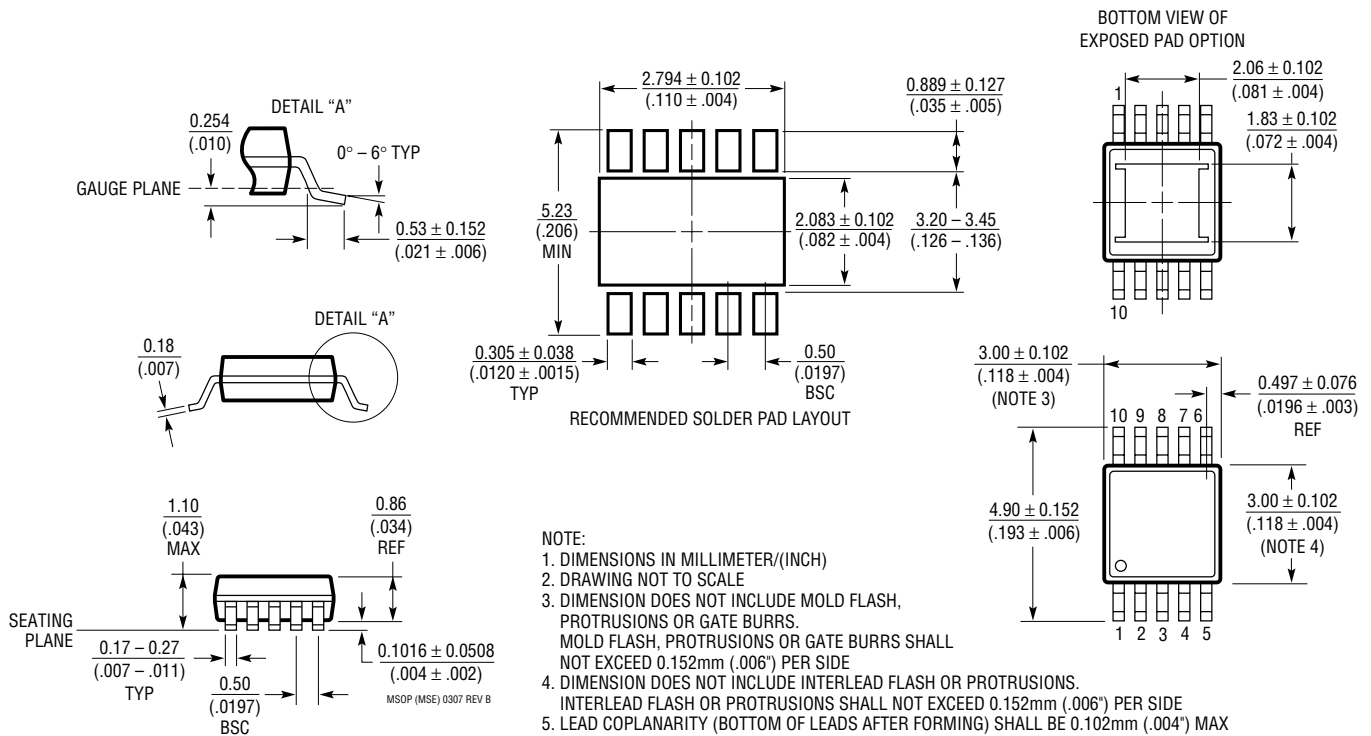 DETAIL “A”
0.254
(.010)
0° – 6° TYP
GAUGE PLANE
0.53 ± 0.152
(.021 ± .006)
DETAIL “A”
0.18
(.007)
1.10
(.043)
MAX
0.86
(.034)
REF
SEATING
PLANE
0.17 – 0.27
(.007 – .011)
TYP
0.50
(.0197)
BSC
0.1016 ± 0.0508
(.004 ± .002)
MSOP (MSE) 0307 REV B
2.794 ± 0.102
(.110 ± .004)
0.889 ± 0.127
(.035 ± .005)
5.23
(.206)
MIN
2.083 ± 0.102
(.082 ± .004)
3.20 – 3.45
(.126 – .136)
0.305 ± 0.038
(.0120 ± .0015)
TYP
0.50
(.0197)
BSC
RECOMMENDED SOLDER PAD LAYOUT
BOTTOM VIEW OF
EXPOSED PAD OPTION
2.06 ± 0.102
(.081 ± .004)
1
1.83 ± 0.102
(.072 ± .004)
10
3.00 ± 0.102
(.118 ± .004)
(NOTE 3)
0.497 ± 0.076
(.0196 ± .003)
REF
10 9 8 7 6
4.90 ± 0.152
(.193 ± .006)
3.00 ± 0.102
(.118 ± .004)
(NOTE 4)
1 2 3 4 5
NOTE:
1. DIMENSIONS IN MILLIMETER/(INCH)
2. DRAWING NOT TO SCALE
3. DIMENSION DOES NOT INCLUDE MOLD FLASH,
PROTRUSIONS OR GATE BURRS.
MOLD FLASH, PROTRUSIONS OR GATE BURRS SHALL
NOT EXCEED 0.152mm (.006") PER SIDE
4. DIMENSION DOES NOT INCLUDE INTERLEAD FLASH OR PROTRUSIONS.
INTERLEAD FLASH OR PROTRUSIONS SHALL NOT EXCEED 0.152mm (.006") PER SIDE
5. LEAD COPLANARITY (BOTTOM OF LEADS AFTER FORMING) SHALL BE 0.102mm (.004") MAX